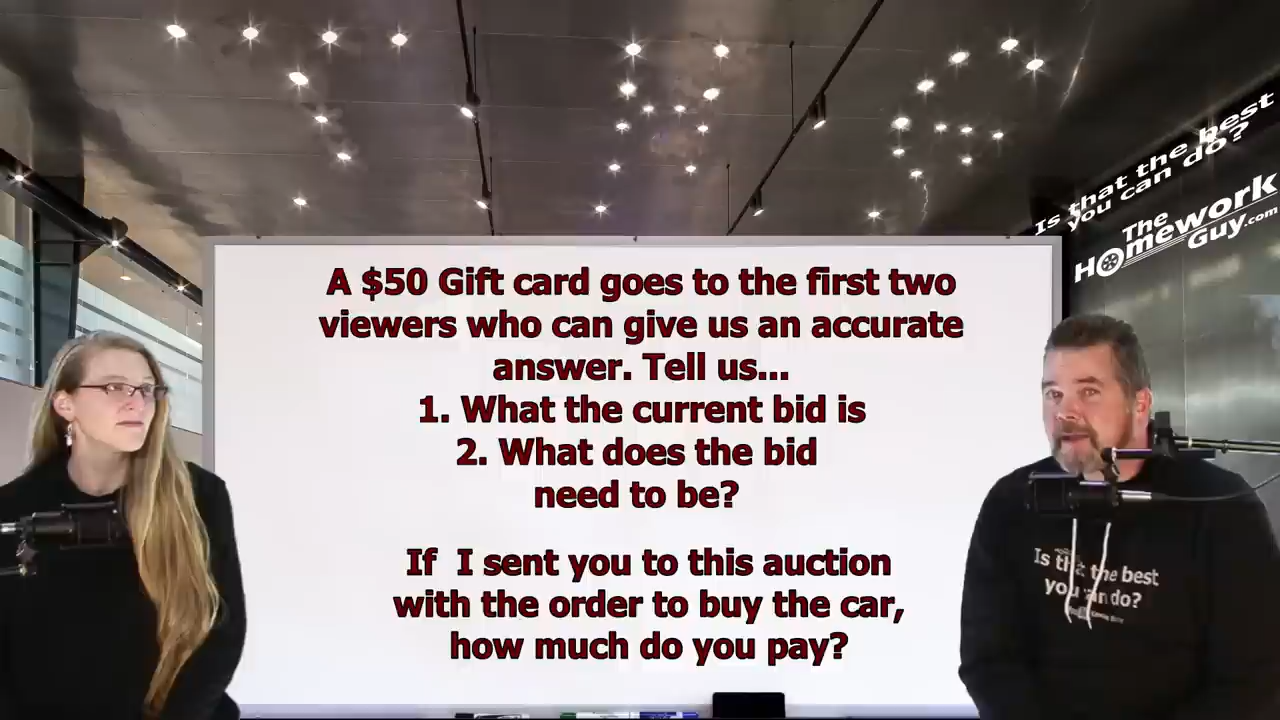 Is that the best
you can do?
The
Homework
Guy.com
A $50 Gift card goes to the first two
viewers who can give us an accurate
answer. Tell us...
1. What the current bid is
2. What does the bid
need to be?
If I sent you to this auction
with the order to buy the car,
how much do you pay?
Is that the best
you can do?